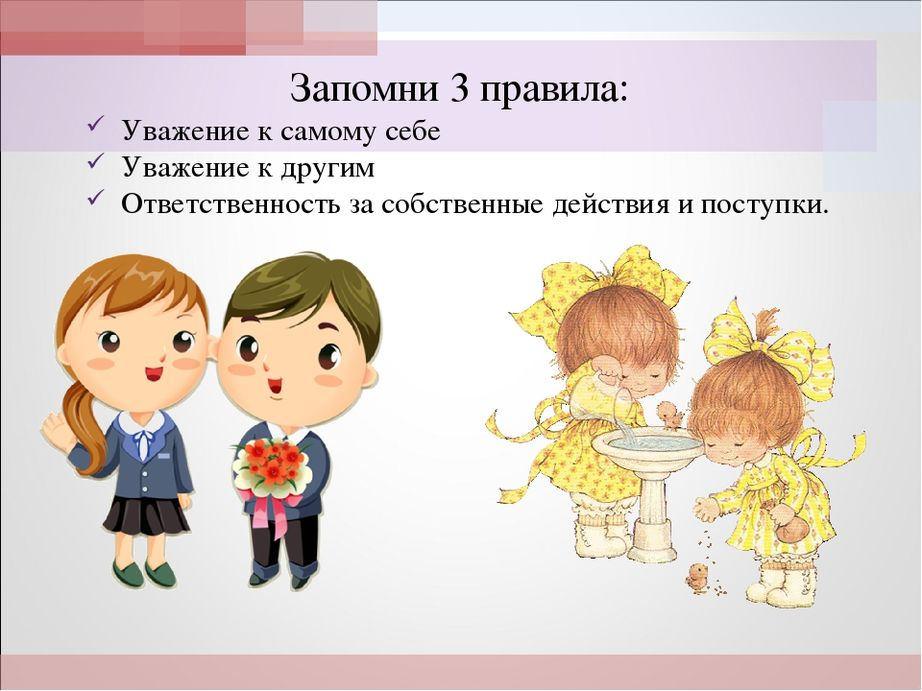 Запомни 3 правила:
✓ Уважение к самому себе
✓ Уважение к другим
✓ Ответственность за собственные действия и поступки.